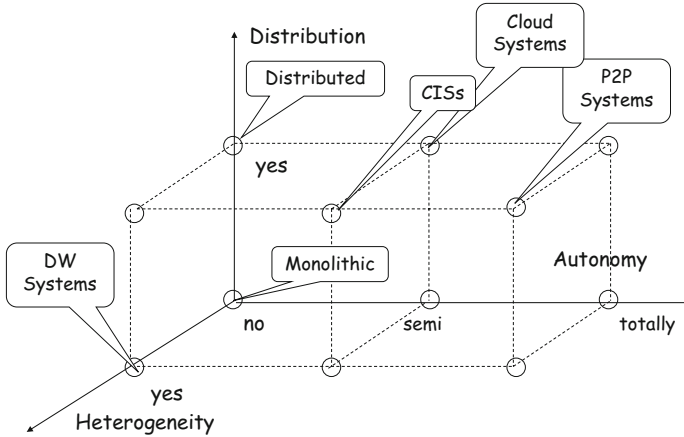 Cloud
Systems
Distribution
Distributed
P2P
Systems
CISs
yes
DW
Systems
Monolithic
Autonomy
no
semi
totally
yes
Heterogeneity